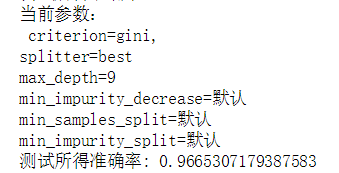 当前参数：
criterion=gini,
splitter=best
max_depth=9
min_impurity_decrease=默认
min_samples_split=默认
min_impurity_split=默认
测试所得准确率: 0.9665307179387583